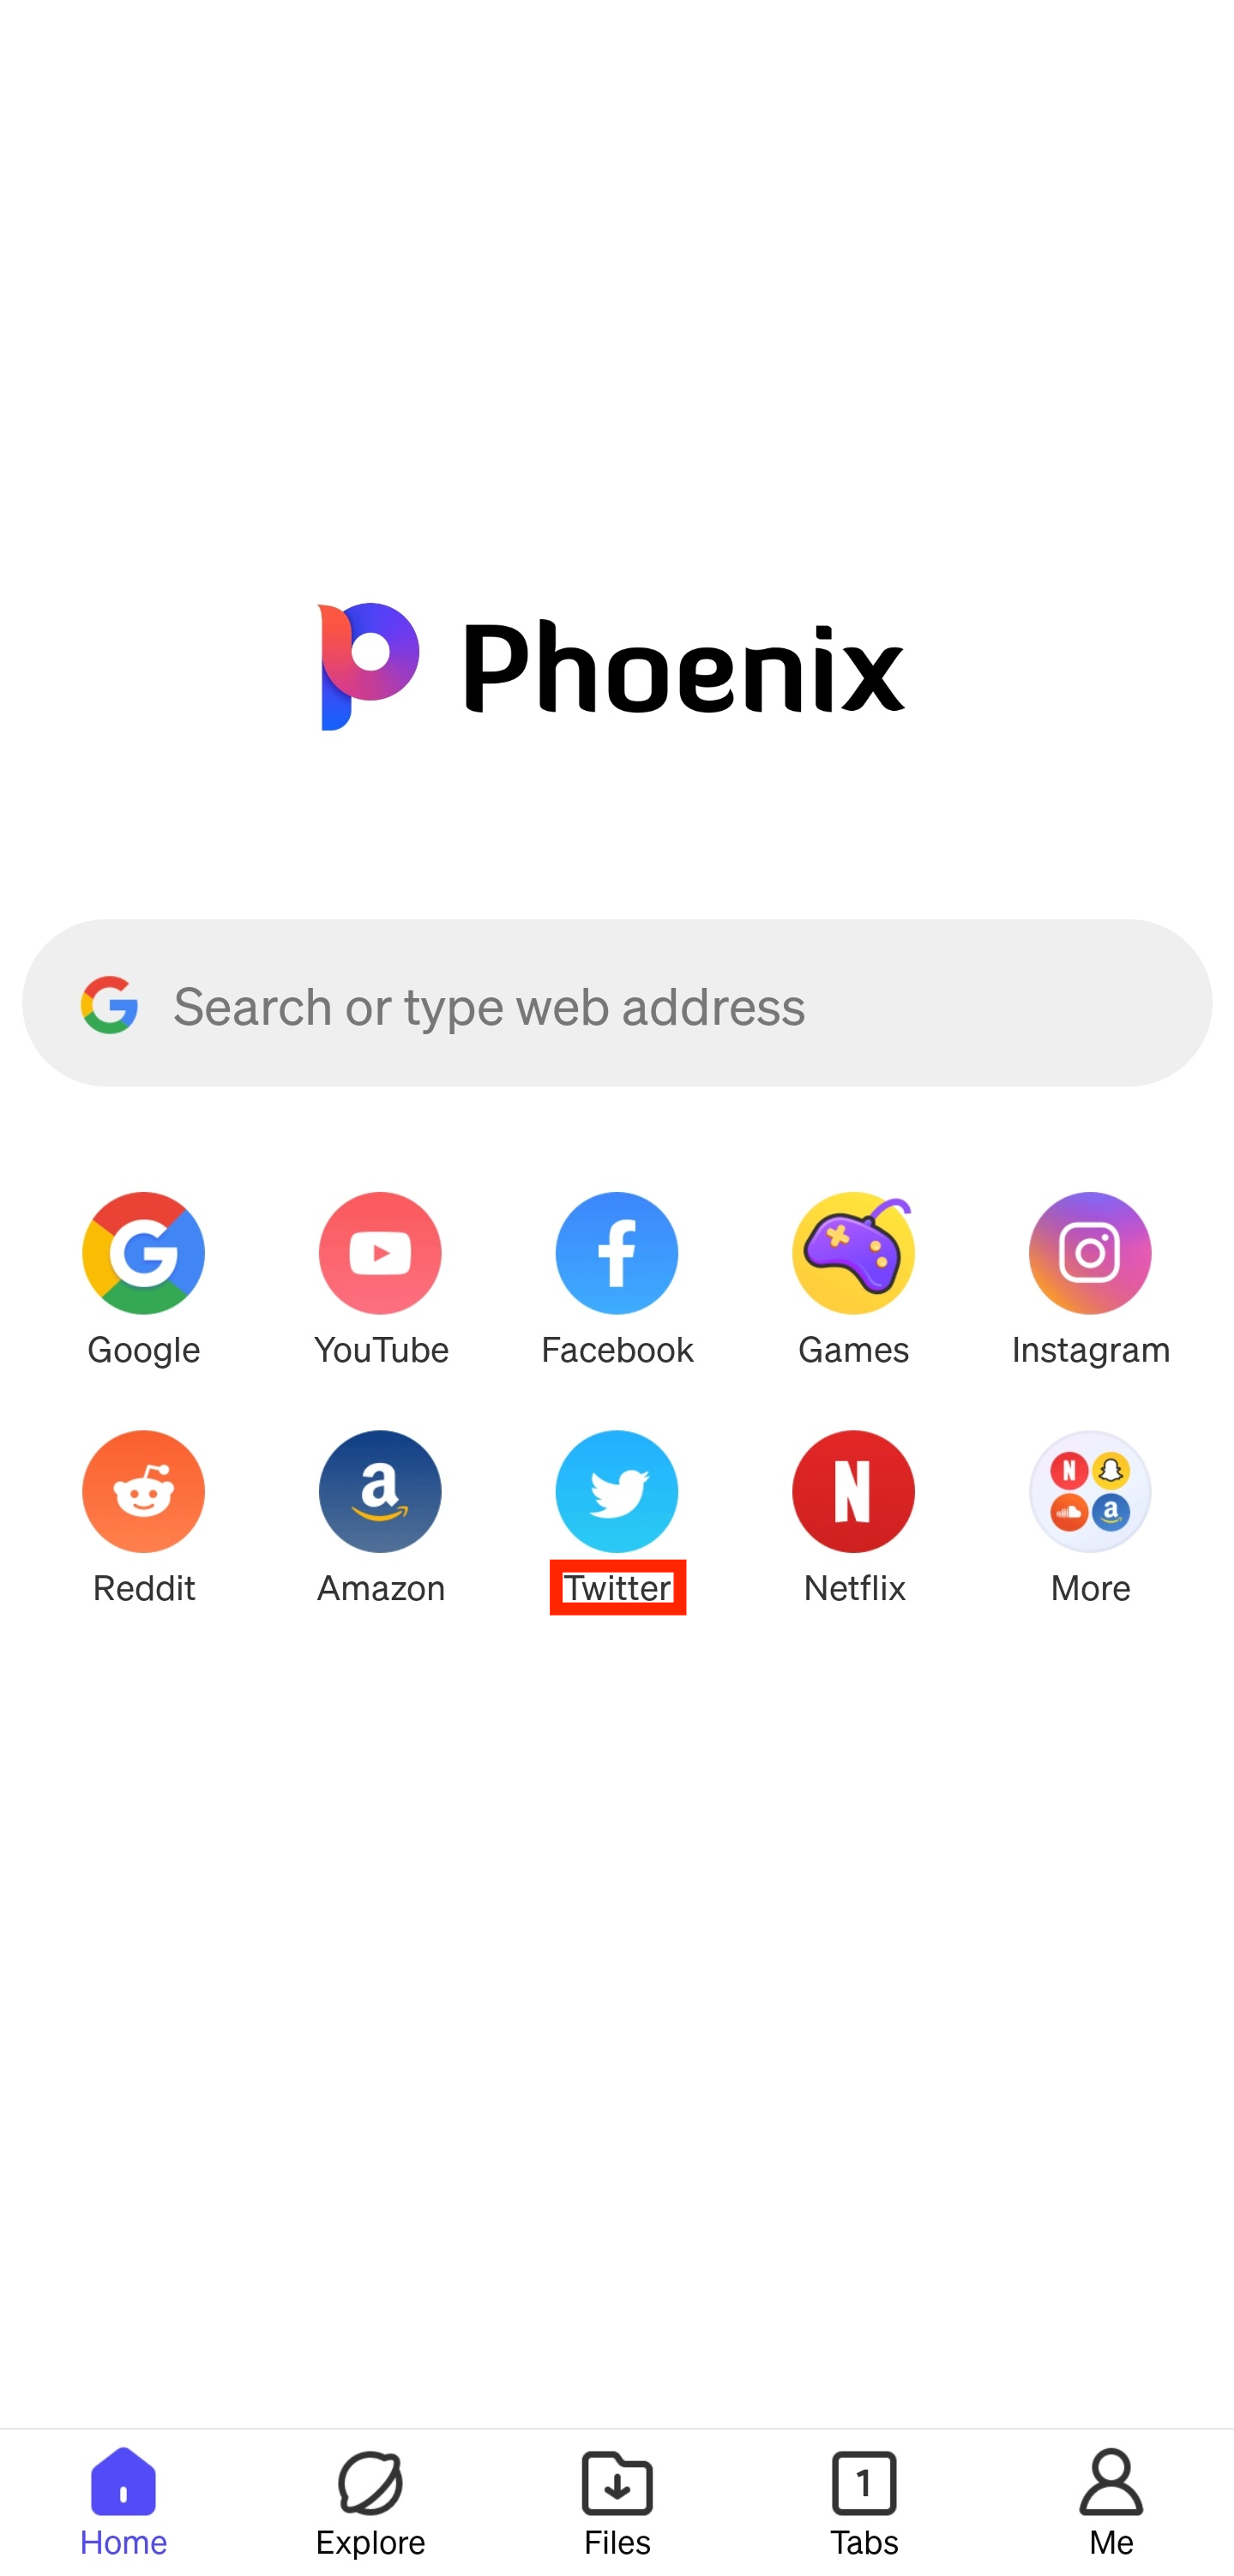 Phoenix
Search or type web address
Google YouTube Facebook Games Instagram
Reddit Amazon Twitter Netflix More
1
Home Explore Files Tabs Me